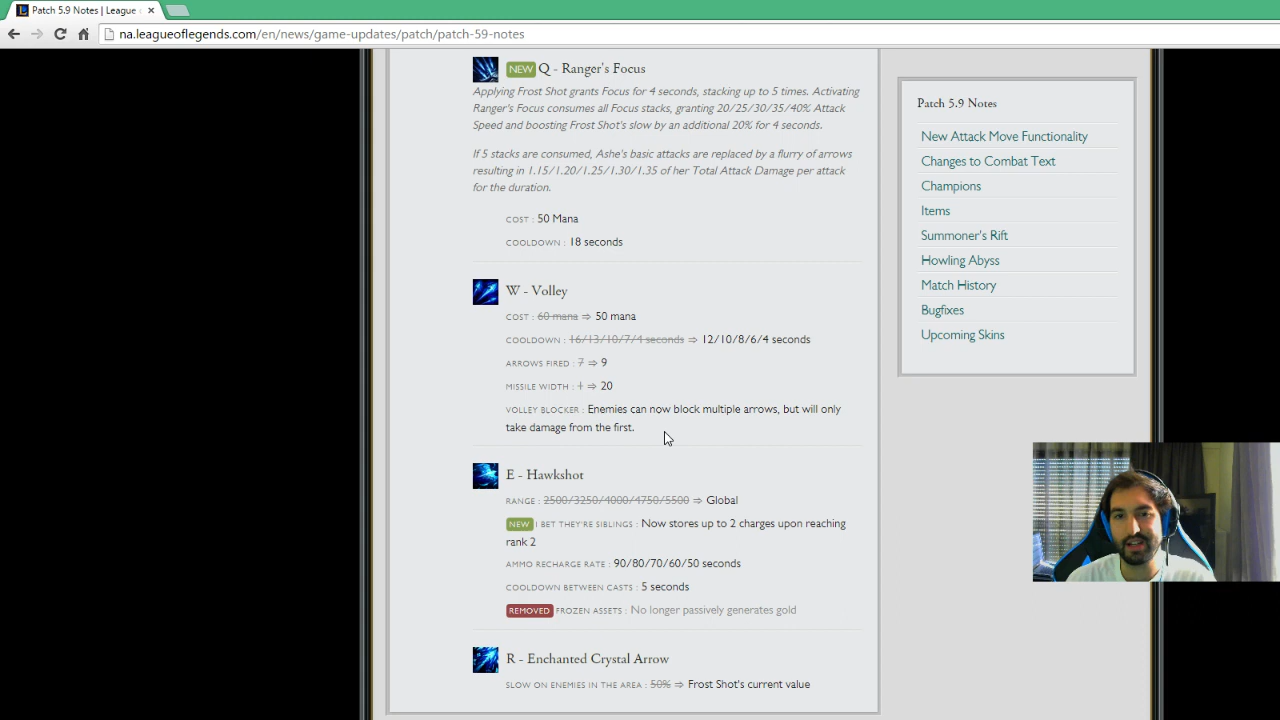 Patch 5.9 Notes | League
na.leagueoflegends.com/en/news/game-updates/patch/patch-59-notes
NEW Q - Ranger's Focus
Applying Frost Shot grants Focus for 4 seconds, stacking up to 5 times. Activating
Ranger's Focus consumes all Focus stacks, granting 20/25/30/35/40% Attack
Speed and boosting Frost Shot's slow by an additional 20% for 4 seconds.
If 5 stacks are consumed, Ashe's basic attacks are replaced by a flurry of arrows
resulting in 1.15/1.20/1.25/1.30/1.35 of her Total Attack Damage per attack
for the duration.
COST : 50 Mana
COOLDOWN : 18 seconds
W - Volley
COST : 60 mana ⇒ 50 mana
COOLDOWN : 16/13/10/7/4 seconds ⇒ 12/10/8/6/4 seconds
ARROWS FIRED : 7 ⇒ 9
MISSILE WIDTH : 1 ⇒ 20
VOLLEY BLOCKER : Enemies can now block multiple arrows, but will only
take damage from the first.
E - Hawkshot
RANGE : 2500/3250/4000/4750/5500 ⇒ Global
NEW I BET THEY'RE SIBLINGS : Now stores up to 2 charges upon reaching
rank 2
AMMO RECHARGE RATE : 90/80/70/60/50 seconds
COOLDOWN BETWEEN CASTS : 5 seconds
REMOVED FROZEN ASSETS : No longer passively generates gold
R - Enchanted Crystal Arrow
SLOW ON ENEMIES IN THE AREA : 50% ⇒ Frost Shot's current value
Patch 5.9 Notes
New Attack Move Functionality
Changes to Combat Text
Champions
Items
Summoner's Rift
Howling Abyss
Match History
Bugfixes
Upcoming Skins